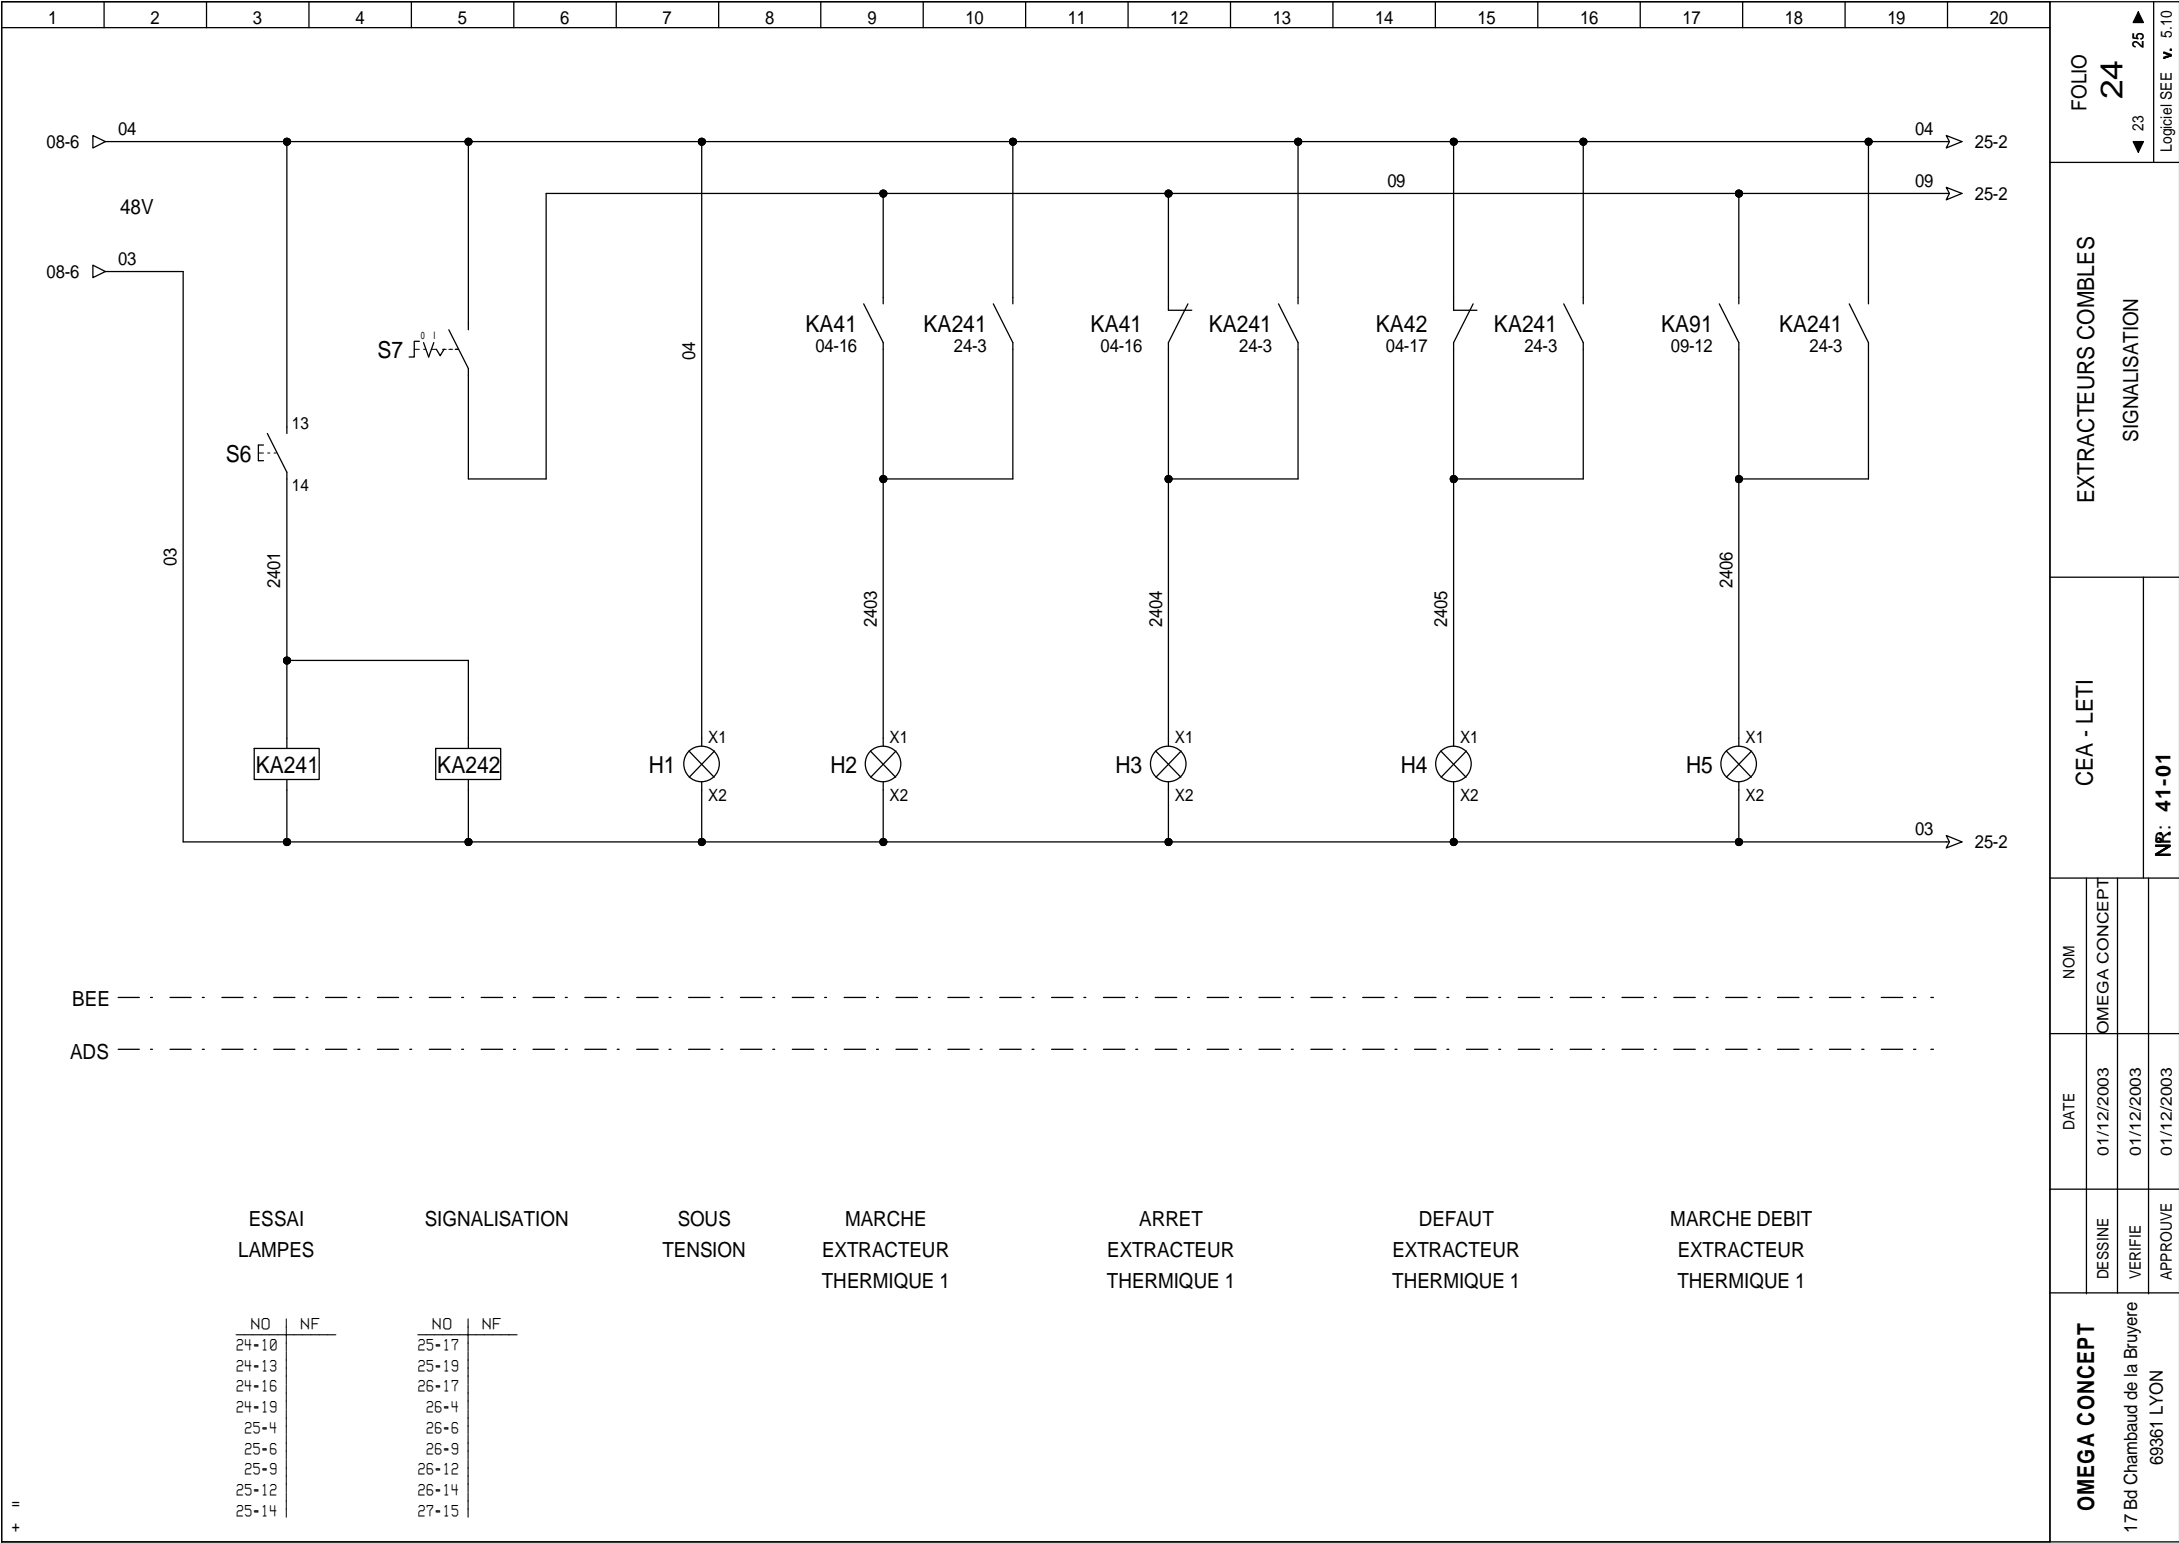 1 2 3 4 5 6 7 8 9 10 11 12 13 14 15 16 17 18 19 20
08-6 04 04 25-2
09 09 25-2
48V
08-6 03
S7 0 1
04
KA41 KA241 KA41 KA241 KA42 KA241 KA91 KA241
04-16 24-3 04-16 24-3 04-17 24-3 09-12 24-3
13
S6
14
03 2401 2403 2404 2405 2406
X1 X1 X1 X1 X1
KA241 KA242 H1 H2 H3 H4 H5
X2 X2 X2 X2 X2
03 25-2
BEE
ADS
ESSAI SIGNALISATION SOUS MARCHE ARRET DEFAUT MARCHE DEBIT
LAMPES TENSION EXTRACTEUR EXTRACTEUR EXTRACTEUR EXTRACTEUR
THERMIQUE 1 THERMIQUE 1 THERMIQUE 1 THERMIQUE 1
NO NF NO NF
24-10 25-17
24-13 25-19
24-16 26-17
24-19 26-4
25-4 26-6
25-6 26-9
25-9 26-12
25-12 26-14
25-14 27-15
=
+
OMEGA CONCEPT
17 Bd Chambaud de la Bruyere
69361 LYON
DATE NOM
DESSINE 01/12/2003 OMEGA CONCEPT
VERIFIE 01/12/2003
APPROUVE 01/12/2003
CEA - LETI
NR: 41-01
EXTRACTEURS COMBLES
SIGNALISATION
FOLIO
24
23 25
Logiciel SEE v. 5.10